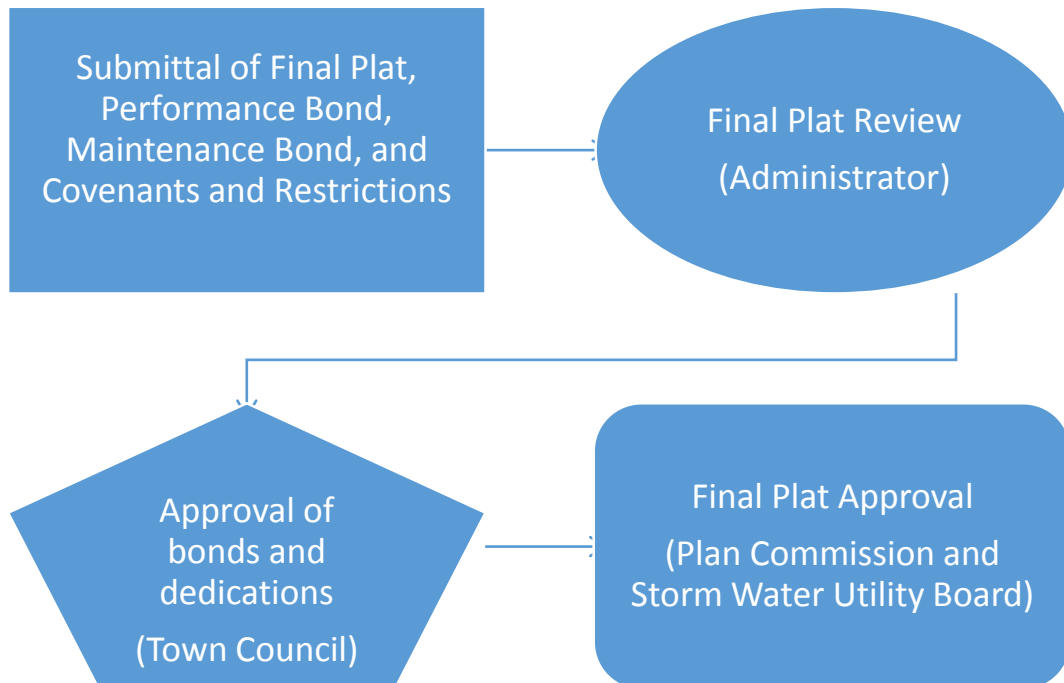 Submittal of Final Plat,
Performance Bond,
Maintenance Bond, and
Covenants and Restrictions
Final Plat Review
(Administrator)
Approval of
bonds and
dedications
(Town Council)
Final Plat Approval
(Plan Commission and
Storm Water Utility Board)